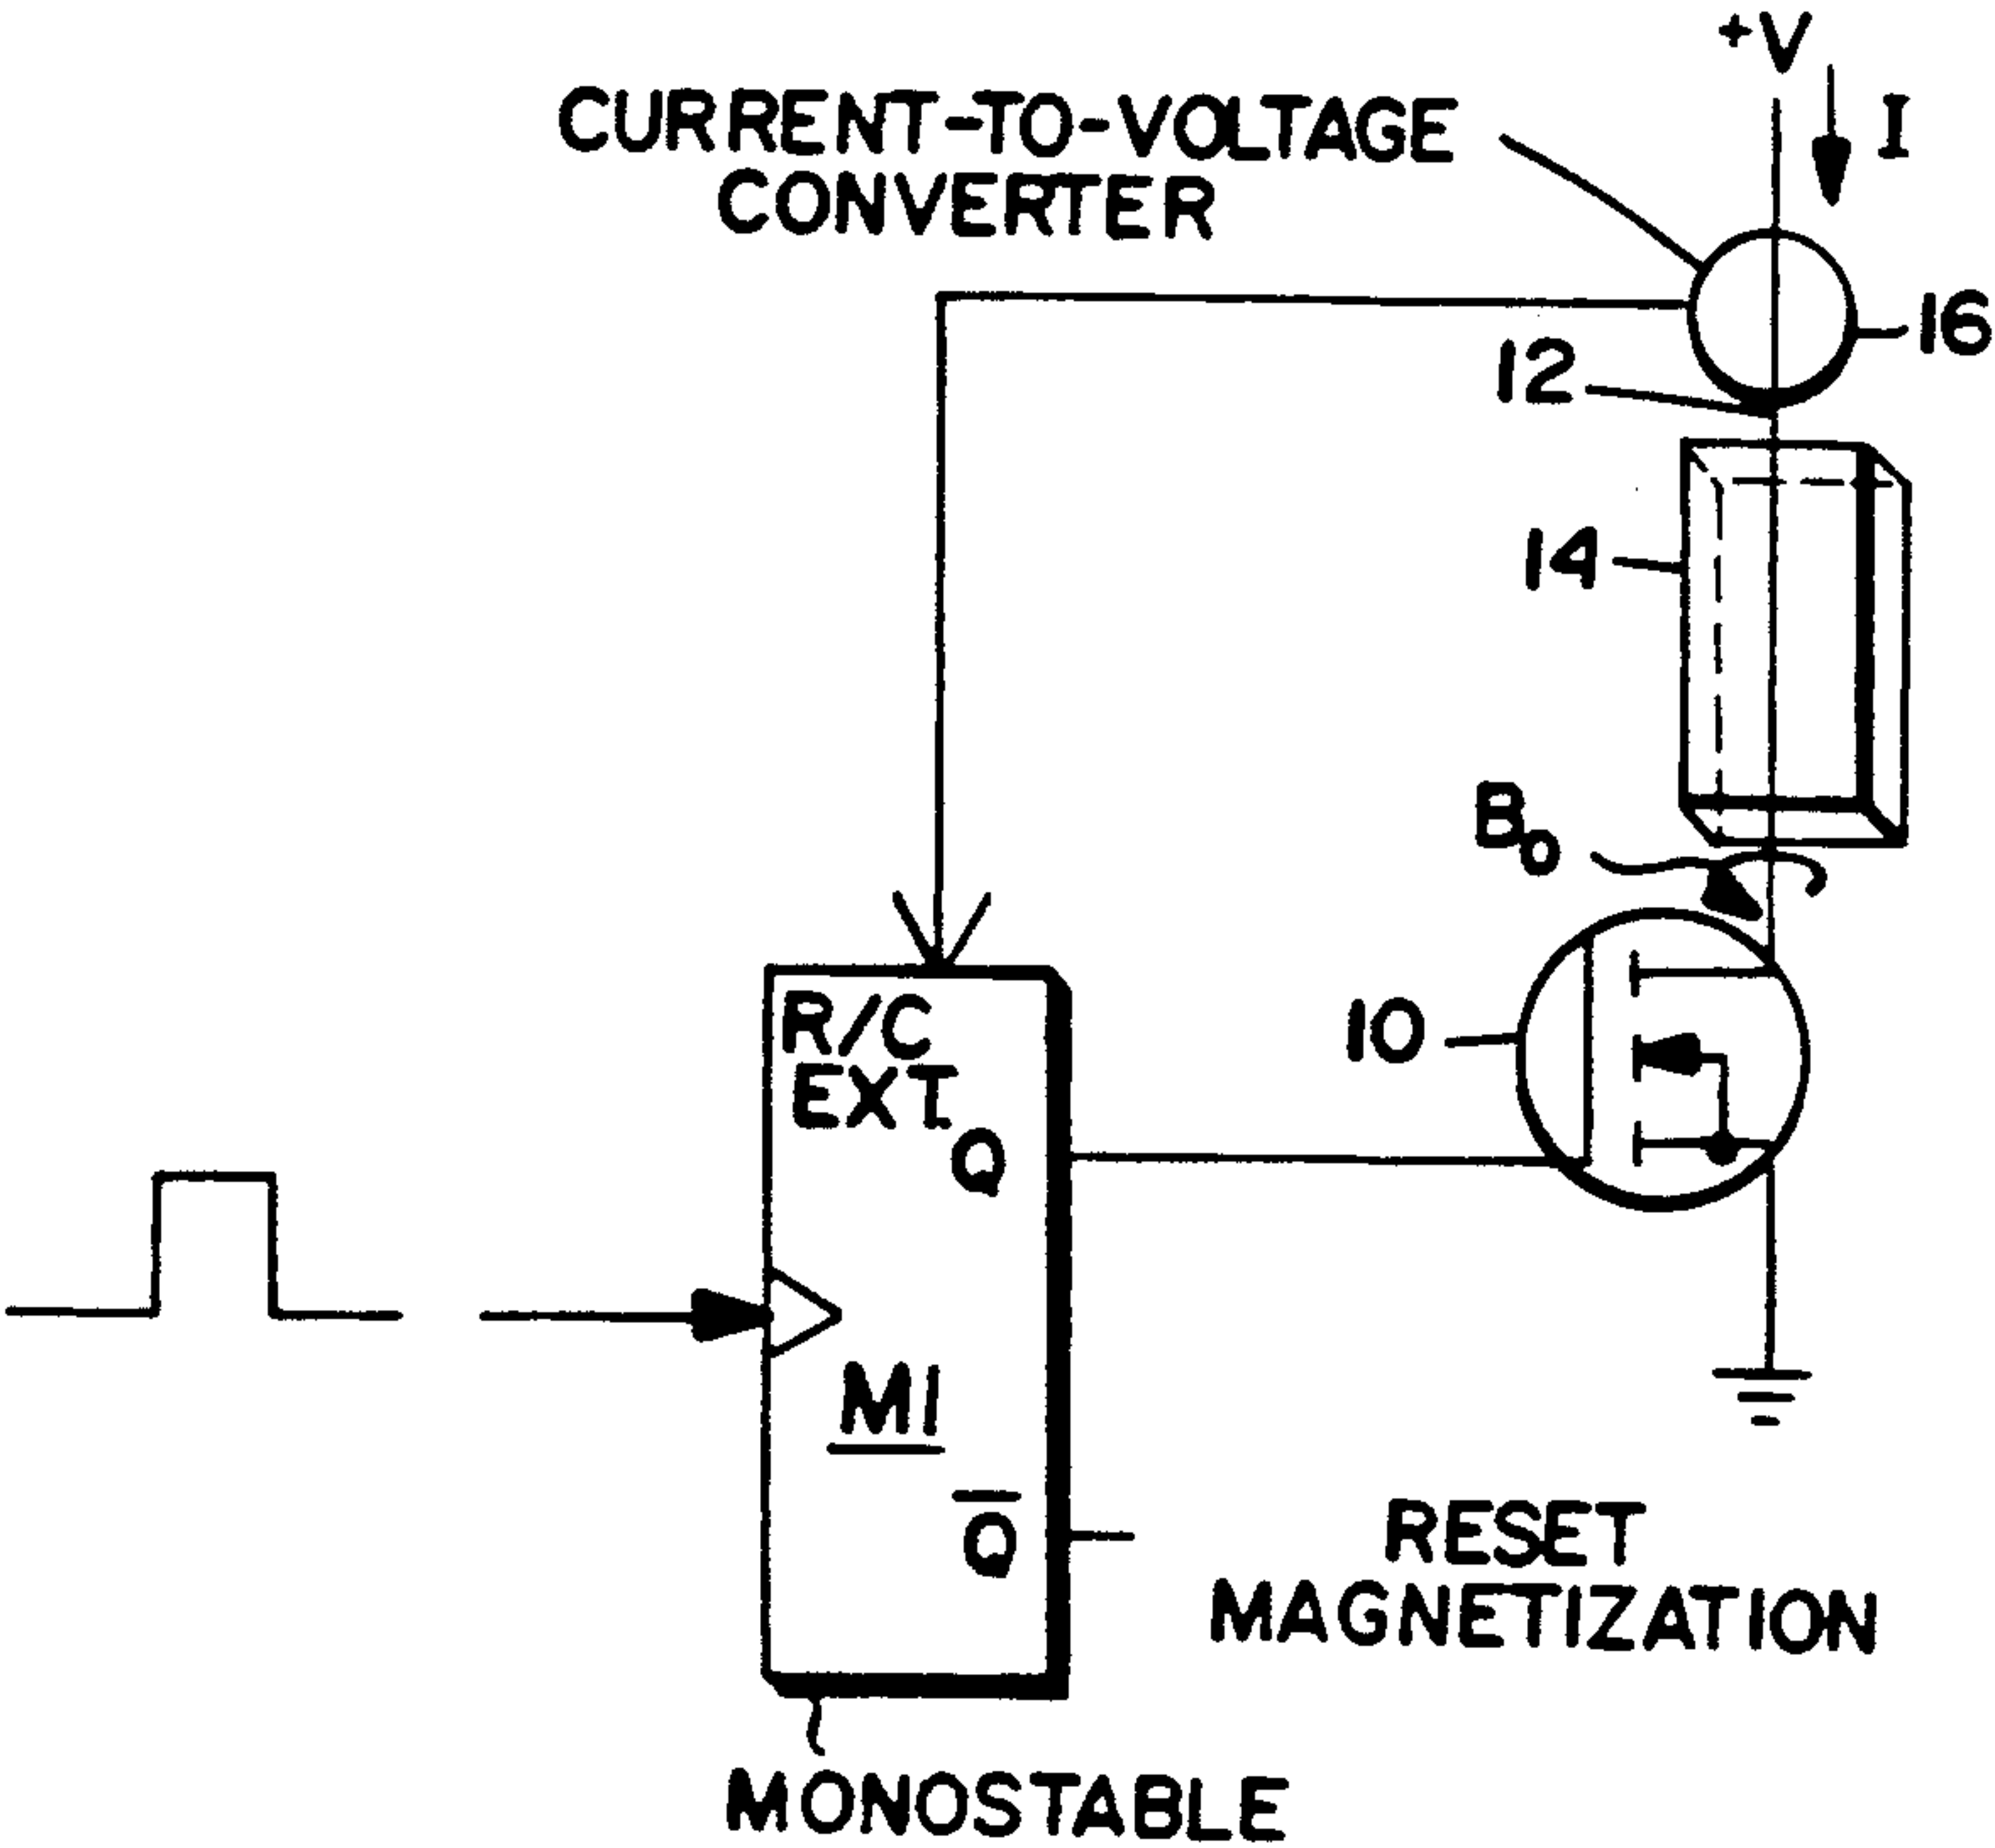 +V
I
CURRENT-TO-VOLTAGE
CONVERTER
16
12
14
B₀
10
R/C
EXT
Q
M1
Q̅
RESET
MAGNETIZATION
MONOSTABLE